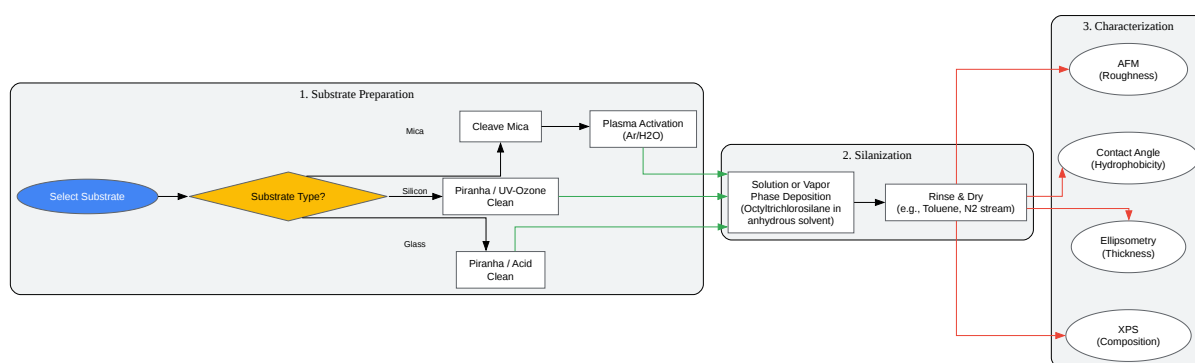 1. Substrate Preparation
Select Substrate
Substrate Type?
Mica
Cleave Mica
Plasma Activation
(Ar/H2O)
Silicon
Piranha / UV-Ozone
Clean
Glass
Piranha / Acid
Clean
2. Silanization
Solution or Vapor
Phase Deposition
(Octyltrichlorosilane in
anhydrous solvent)
Rinse & Dry
(e.g., Toluene, N2 stream)
3. Characterization
AFM
(Roughness)
Contact Angle
(Hydrophobicity)
Ellipsometry
(Thickness)
XPS
(Composition)